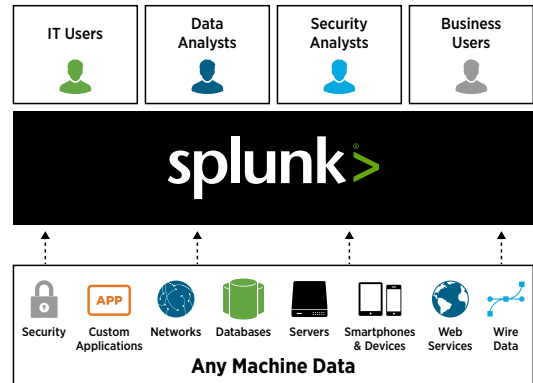 IT Users
Data
Analysts
Security
Analysts
Business
Users
splunk>®
Security
Custom
Applications
APP
Networks
Databases
Servers
Smartphones
& Devices
Web
Services
Wire
Data
Any Machine Data